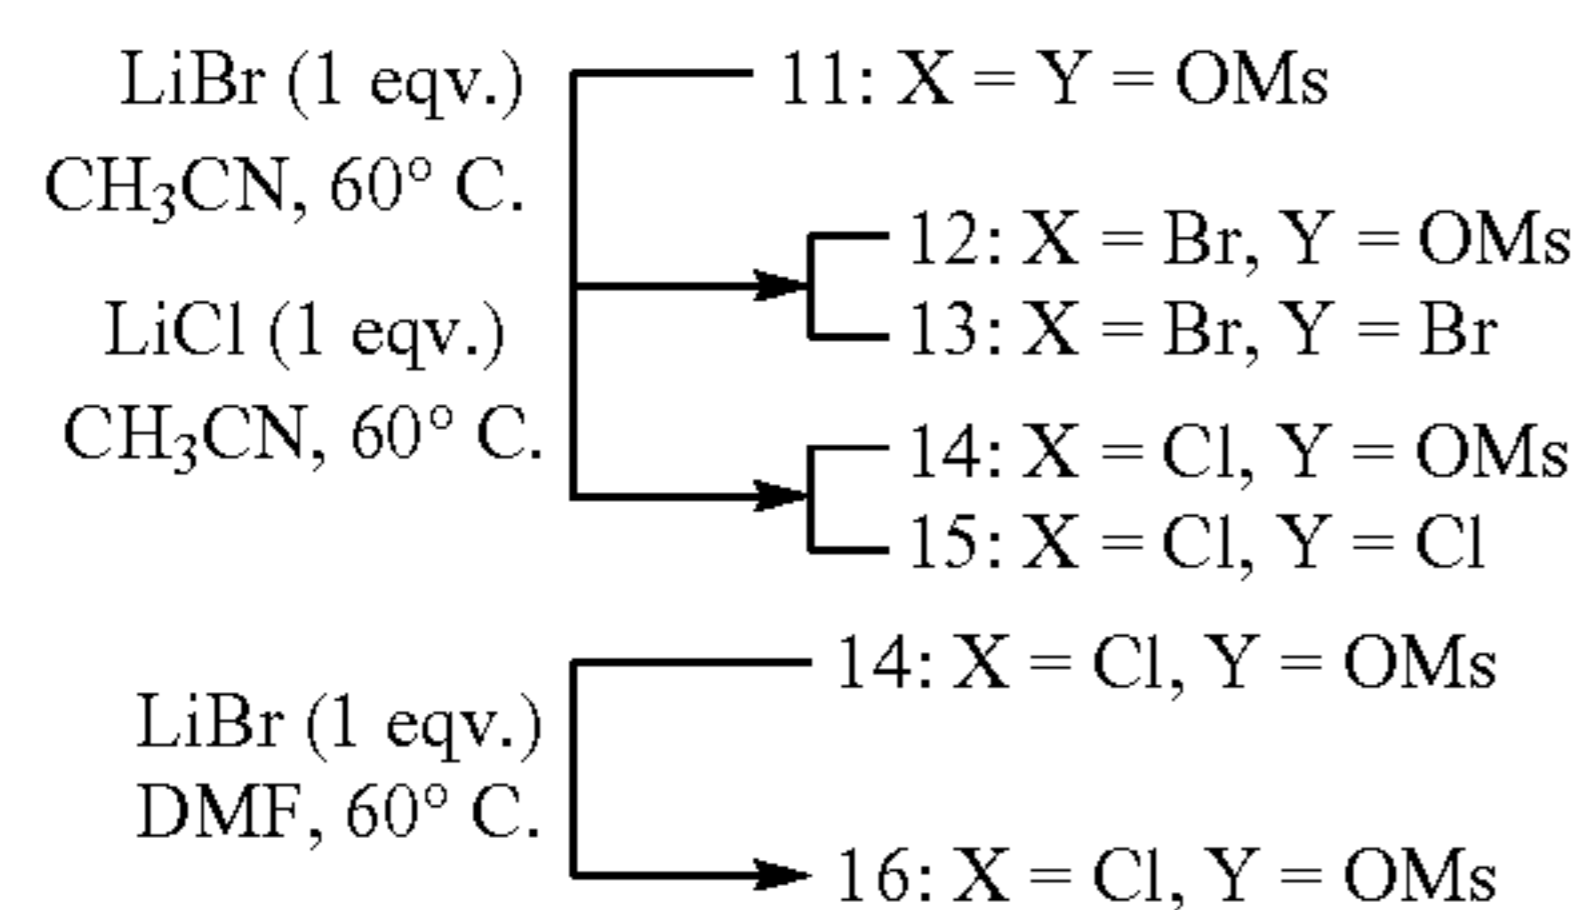 LiBr (1 eqv.)
CH₃CN, 60° C.
11: X = Y = OMs
12: X = Br, Y = OMs
13: X = Br, Y = Br
LiCl (1 eqv.)
CH₃CN, 60° C.
14: X = Cl, Y = OMs
15: X = Cl, Y = Cl
14: X = Cl, Y = OMs
LiBr (1 eqv.)
DMF, 60° C.
16: X = Cl, Y = OMs